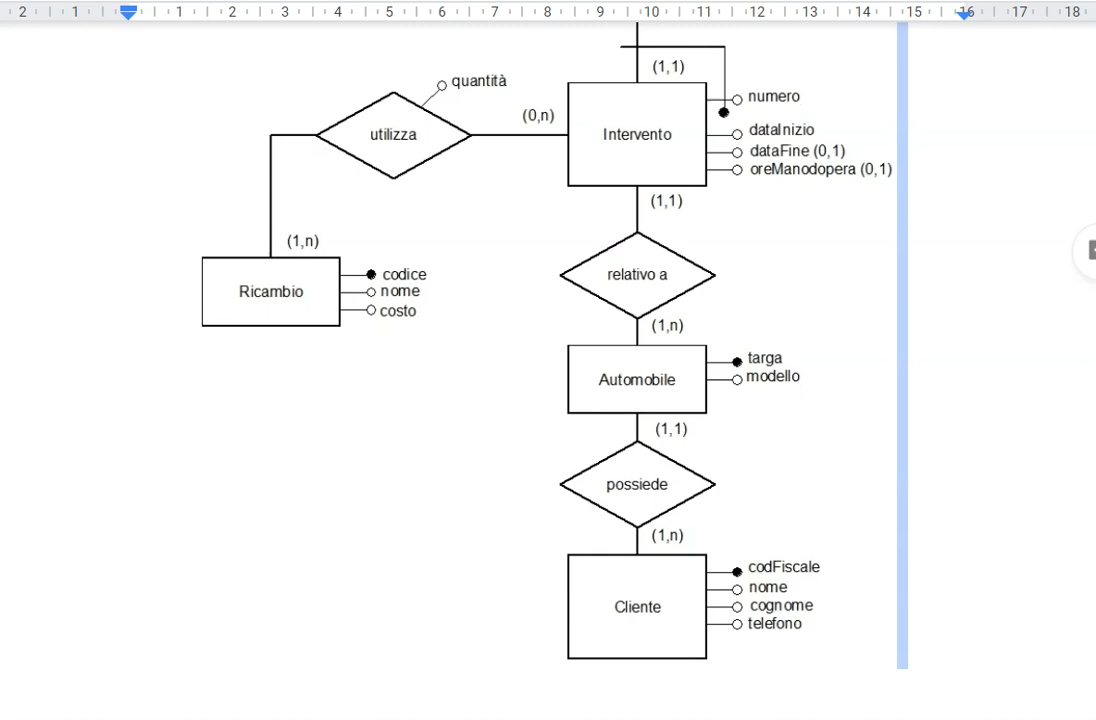 2 1 1 2 3 4 5 6 7 8 9 10 11 12 13 14 15 16 17 18
(1,1)
quantità
numero
(0,n)
utilizza
Intervento
dataInizio
dataFine (0,1)
oreManodopera (0,1)
(1,1)
(1,n)
relativo a
codice
Ricambio
nome
costo
(1,n)
targa
Automobile
modello
(1,1)
possiede
(1,n)
codFiscale
nome
Cliente
cognome
telefono